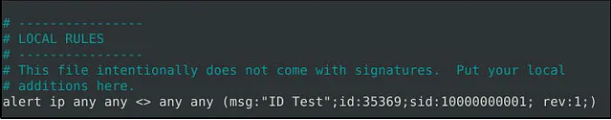 # ----------------
# LOCAL RULES
# ----------------
# This file intentionally does not come with signatures.  Put your local
# additions here.
alert ip any any <> any any (msg:"ID Test";id:35369;sid:10000000001; rev:1;)